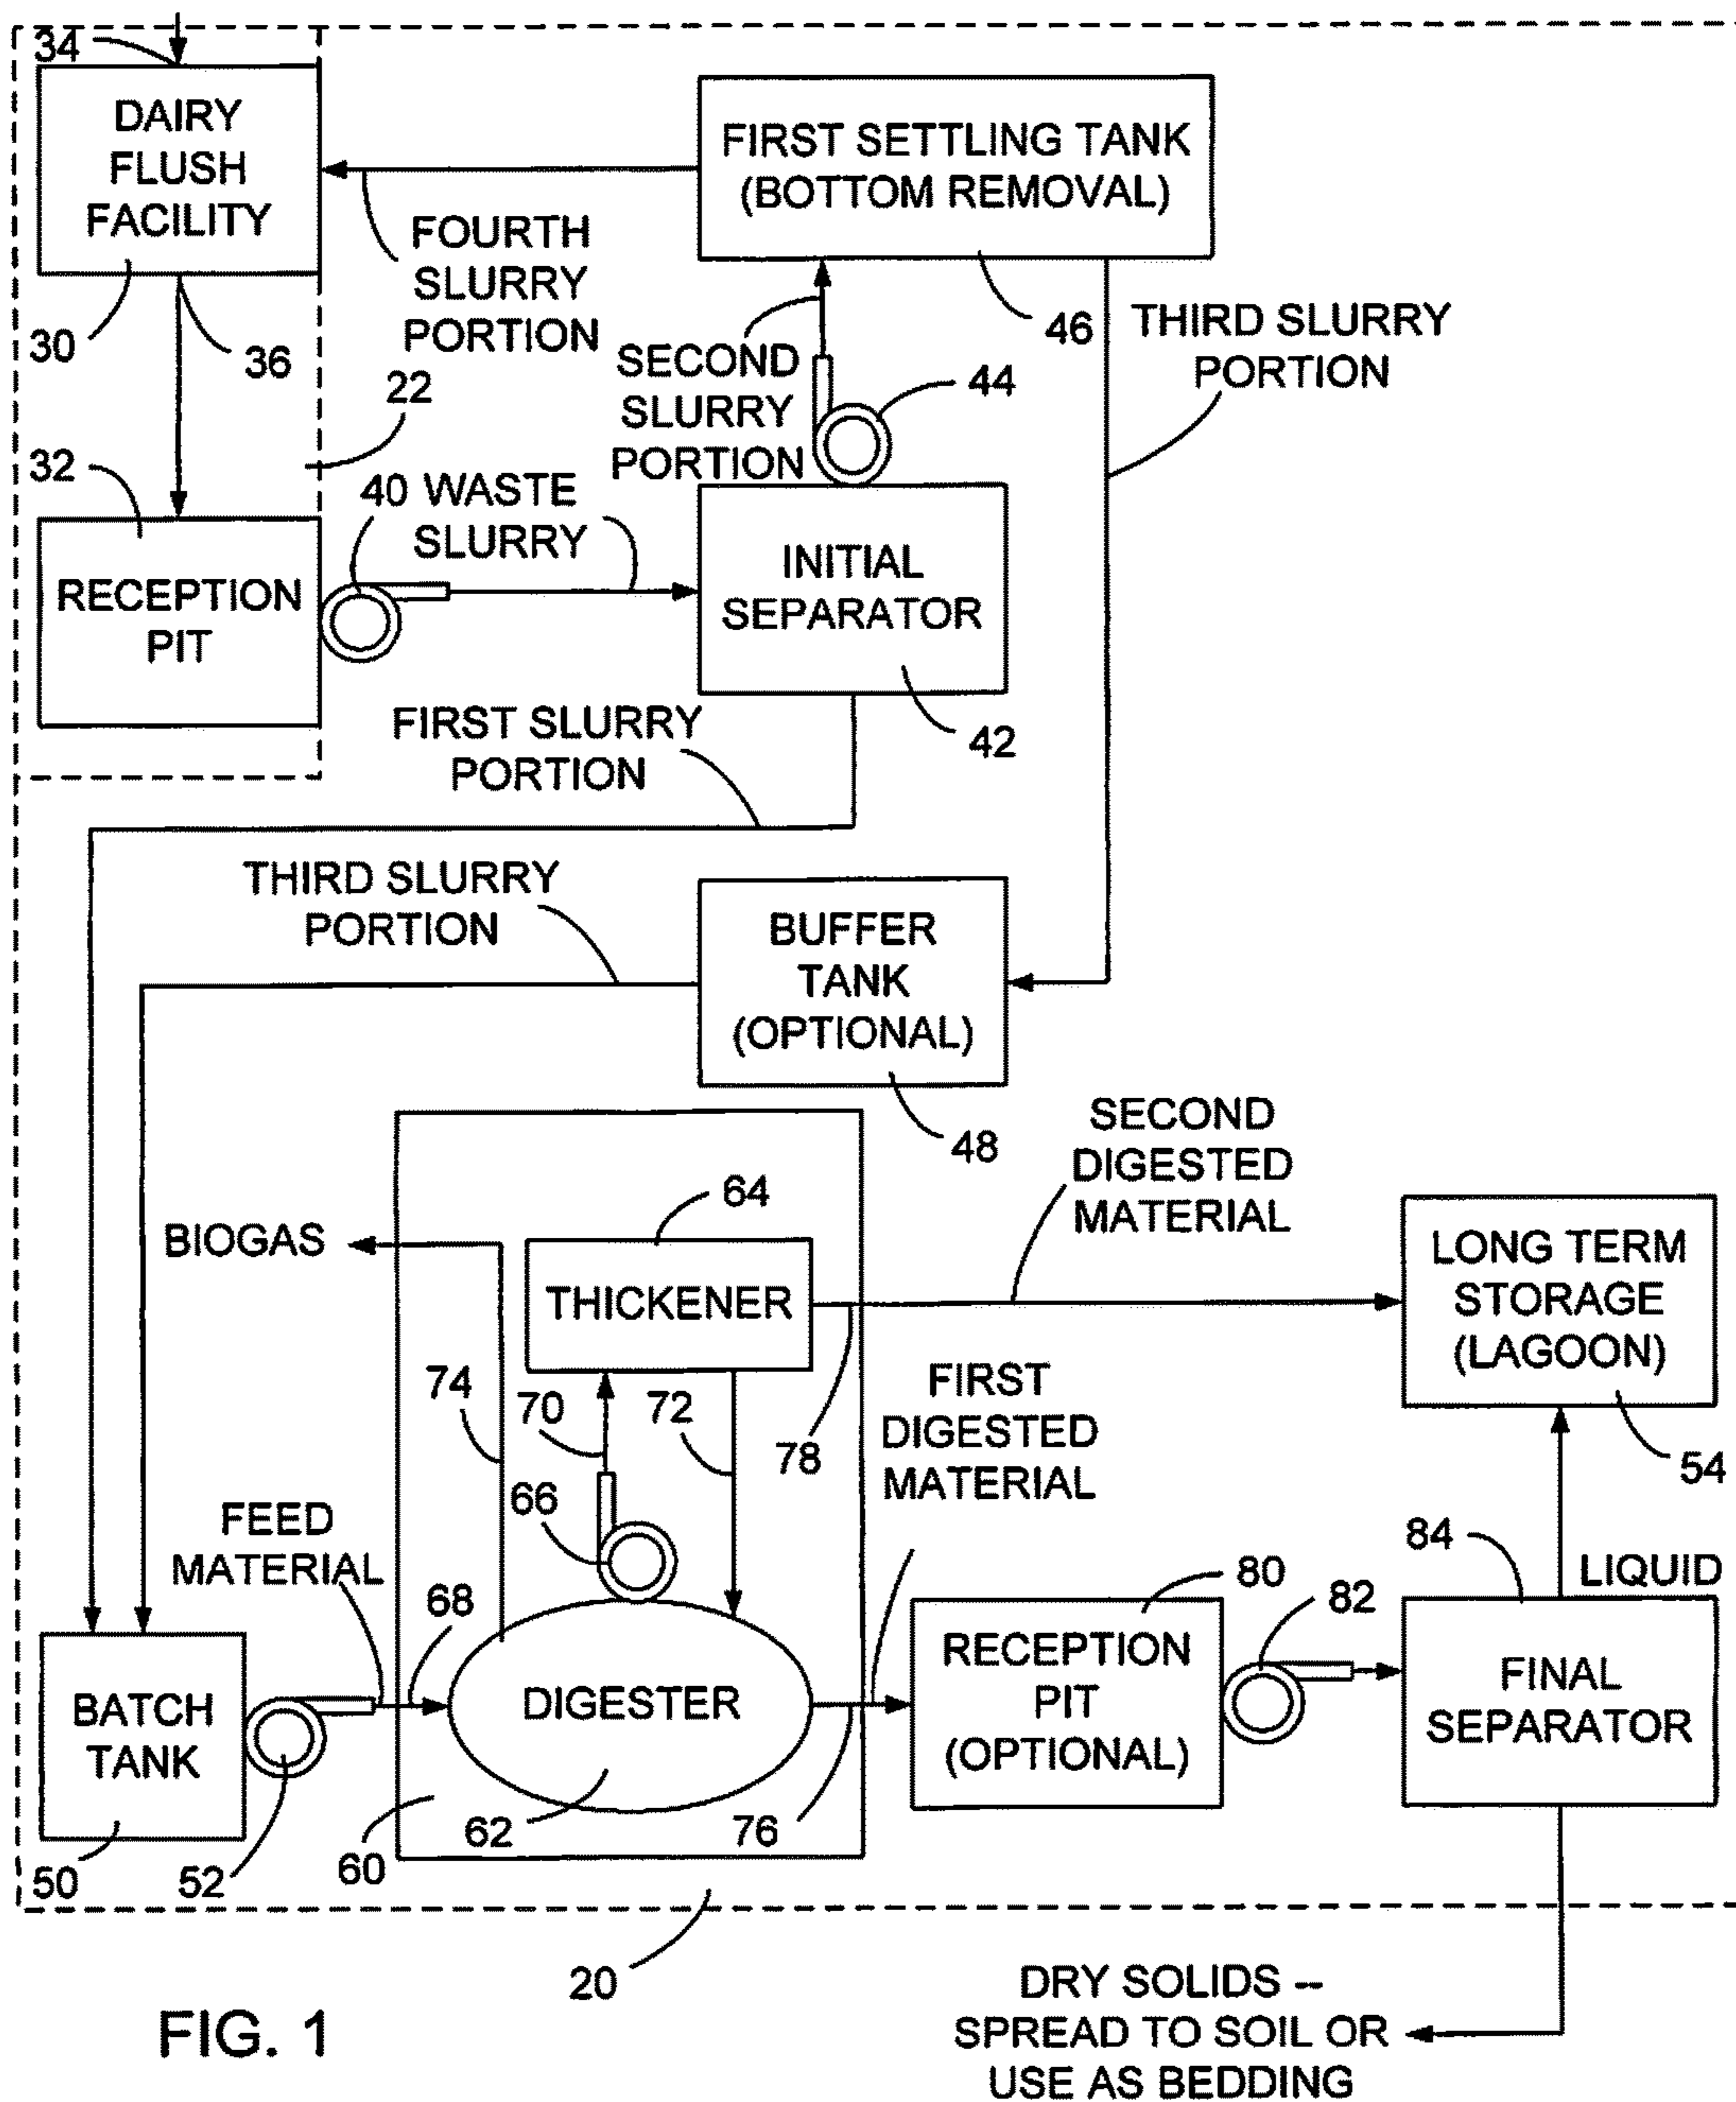 34
DAIRY
FLUSH
FACILITY
30
36
22
FOURTH
SLURRY
PORTION
FIRST SETTLING TANK
(BOTTOM REMOVAL)
46
SECOND
SLURRY
PORTION
44
THIRD SLURRY
PORTION
32
RECEPTION
PIT
40 WASTE
SLURRY
INITIAL
SEPARATOR
42
FIRST SLURRY
PORTION
THIRD SLURRY
PORTION
BUFFER
TANK
(OPTIONAL)
48
SECOND
DIGESTED
MATERIAL
BIOGAS
64
THICKENER
LONG TERM
STORAGE
(LAGOON)
54
74
70
72
78
FIRST
DIGESTED
MATERIAL
66
FEED
MATERIAL
68
BATCH
TANK
50
52
DIGESTER
62
60
76
80
RECEPTION
PIT
(OPTIONAL)
82
84
LIQUID
FINAL
SEPARATOR
20
DRY SOLIDS --
SPREAD TO SOIL OR
USE AS BEDDING
FIG. 1